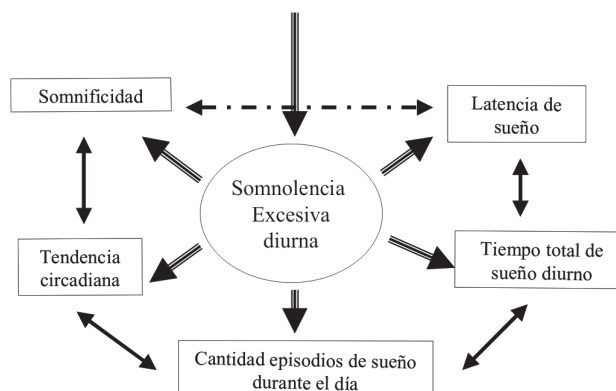 Somnificidad
Latencia de
sueño
Somnolencia
Excesiva
diurna
Tendencia
circadiana
Tiempo total de
sueño diurno
Cantidad episodios de sueño
durante el día